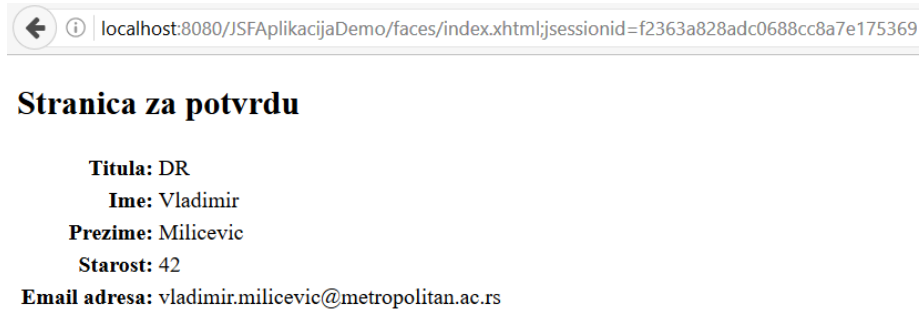 localhost:8080/JSFAplikacijaDemo/faces/index.xhtml;jsessionid=f2363a828adc0688cc8a7e175369
Stranica za potvrdu
Titula: DR
Ime: Vladimir
Prezime: Milicevic
Starost: 42
Email adresa: vladimir.milicevic@metropolitan.ac.rs